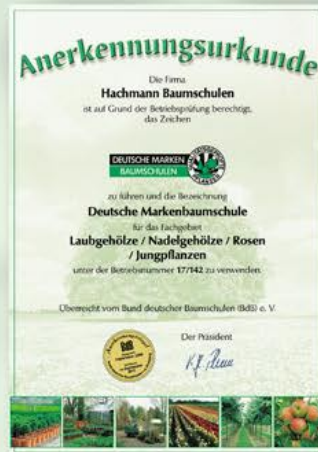 Anerkennungsurkunde
Die Firma
Hachmann Baumschulen
ist auf Grund der Betriebsprüfung berechtigt,
das Zeichen
DEUTSCHE MARKEN
BAUMSCHULEN
zu führen und die Bezeichnung
Deutsche Markenbaumschule
für das Fachgebiet
Laubgehölze / Nadelgehölze / Rosen
/ Jungpflanzen
unter der Betriebsnummer 17/142 zu verwenden.
Überreicht vom Bund deutscher Baumschulen (BdB) e. V.
Der Präsident
BdB